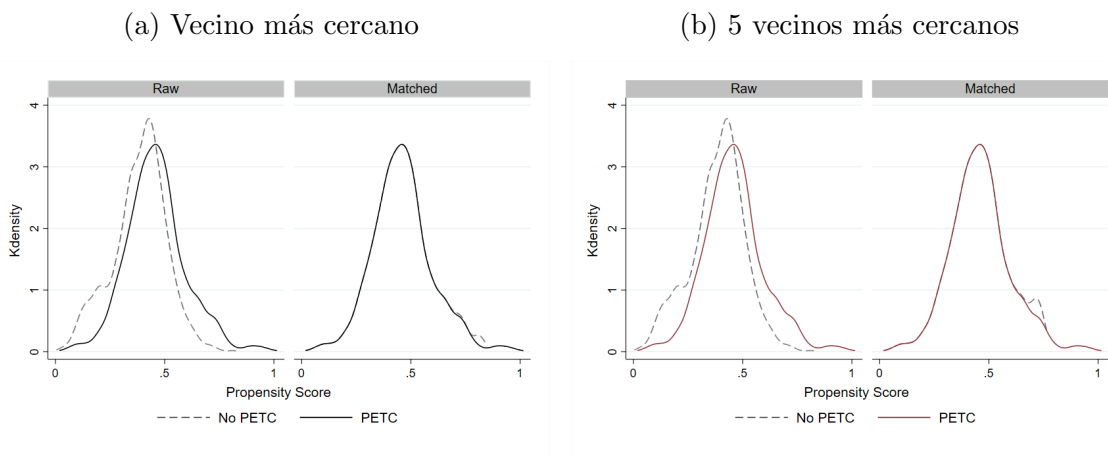 (a) Vecino más cercano
Raw
Matched
Kdensity
4
3
2
1
0
0
.5
1
0
.5
1
Propensity Score
No PETC
PETC
(b) 5 vecinos más cercanos
Raw
Matched
Kdensity
4
3
2
1
0
0
.5
1
0
.5
1
Propensity Score
No PETC
PETC